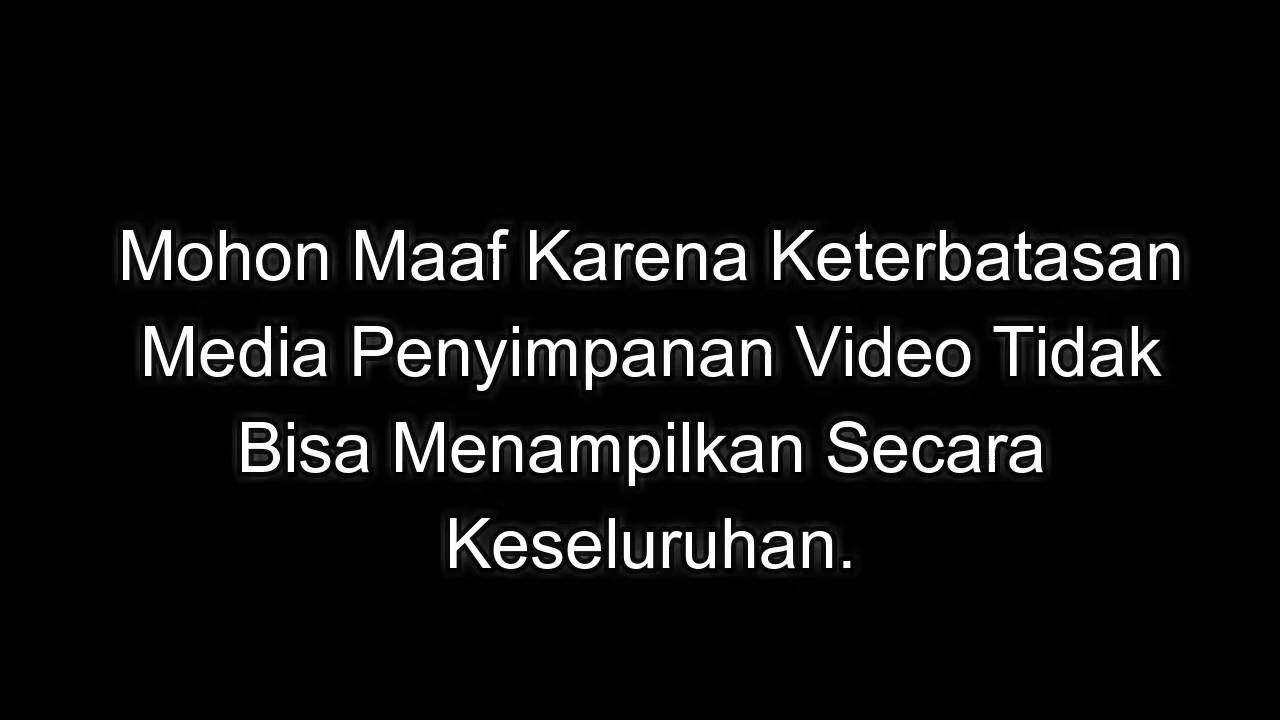 Mohon Maaf Karena Keterbatasan
Media Penyimpanan Video Tidak
Bisa Menampilkan Secara
Keseluruhan.